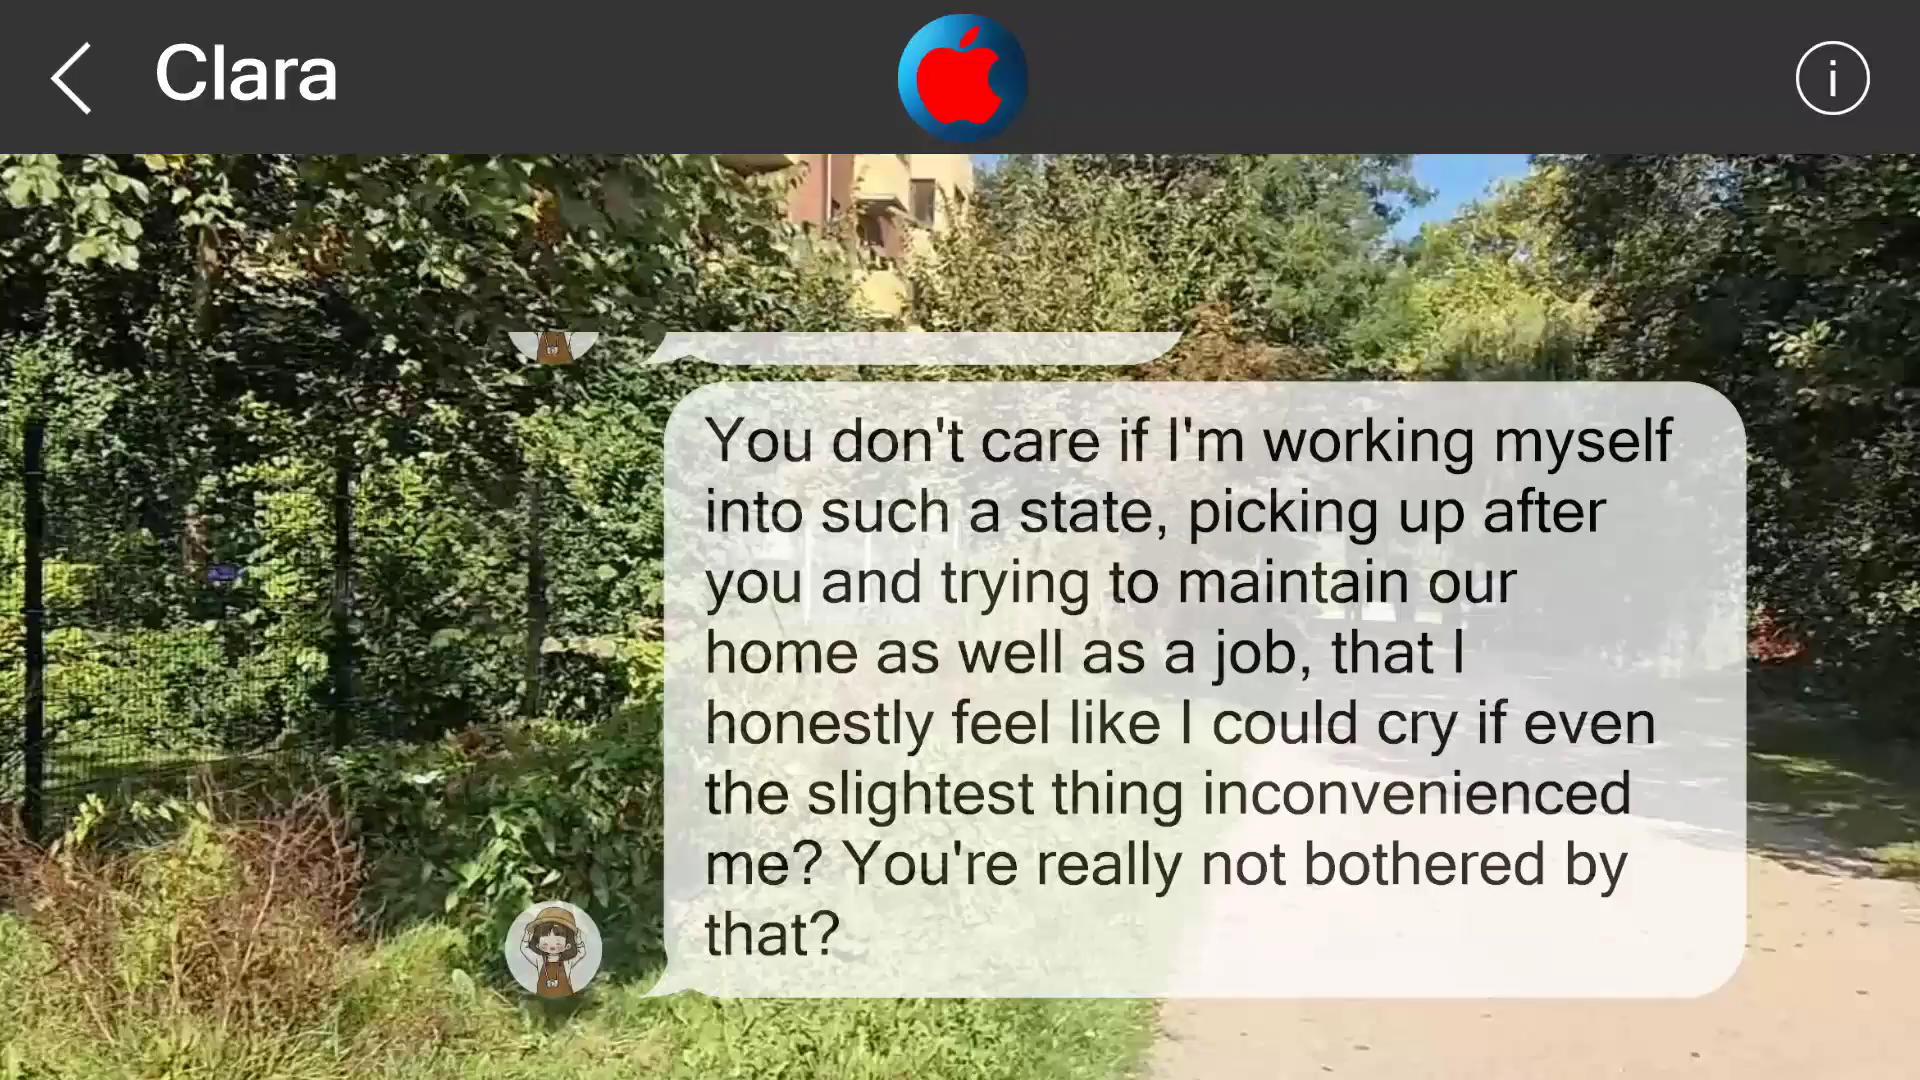 Clara
i
You don't care if I'm working myself
into such a state, picking up after
you and trying to maintain our
home as well as a job, that I
honestly feel like I could cry if even
the slightest thing inconvenienced
me? You're really not bothered by
that?